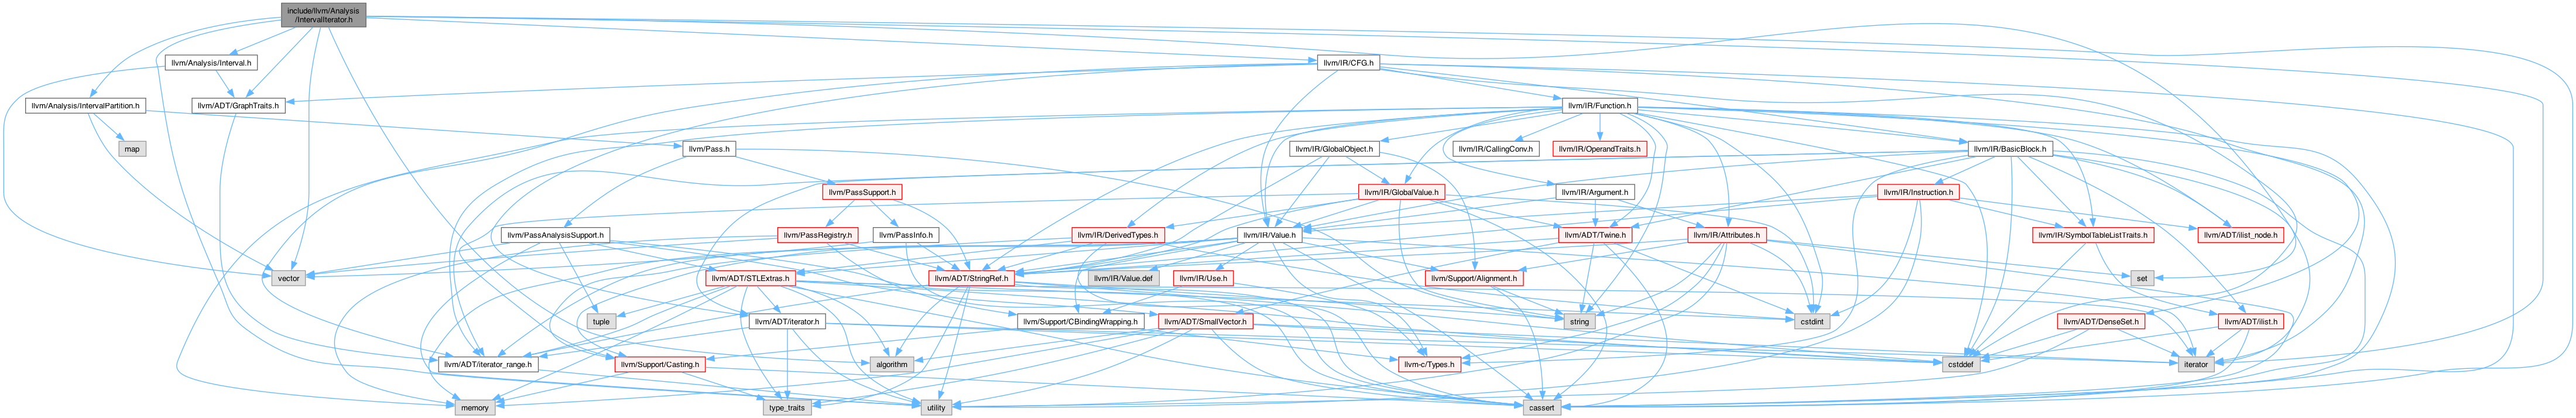 include/llvm/Analysis
/IntervalIterator.h
llvm/Analysis/Interval.h
llvm/IR/CFG.h
llvm/Analysis/IntervalPartition.h
llvm/ADT/GraphTraits.h
llvm/IR/Function.h
map
llvm/Pass.h
llvm/IR/GlobalObject.h
llvm/IR/CallingConv.h
llvm/IR/OperandTraits.h
llvm/IR/BasicBlock.h
llvm/PassSupport.h
llvm/IR/GlobalValue.h
llvm/IR/Argument.h
llvm/IR/Instruction.h
llvm/PassAnalysisSupport.h
llvm/PassRegistry.h
llvm/PassInfo.h
llvm/IR/DerivedTypes.h
llvm/IR/Value.h
llvm/ADT/Twine.h
llvm/IR/Attributes.h
llvm/IR/SymbolTableListTraits.h
llvm/ADT/ilist_node.h
vector
llvm/ADT/STLExtras.h
llvm/ADT/StringRef.h
llvm/IR/Value.def
llvm/IR/Use.h
llvm/Support/Alignment.h
set
tuple
llvm/ADT/iterator.h
llvm/Support/CBindingWrapping.h
llvm/ADT/SmallVector.h
string
cstdint
llvm/ADT/DenseSet.h
llvm/ADT/ilist.h
llvm/ADT/iterator_range.h
llvm/Support/Casting.h
algorithm
llvm-c/Types.h
cstddef
iterator
memory
type_traits
utility
cassert